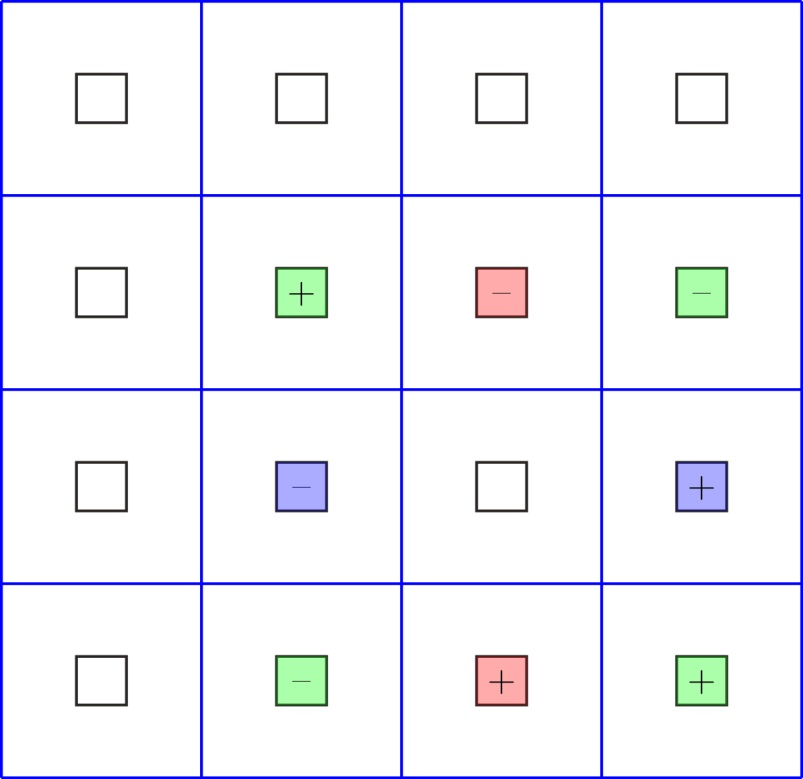 + − −
− +
− + +